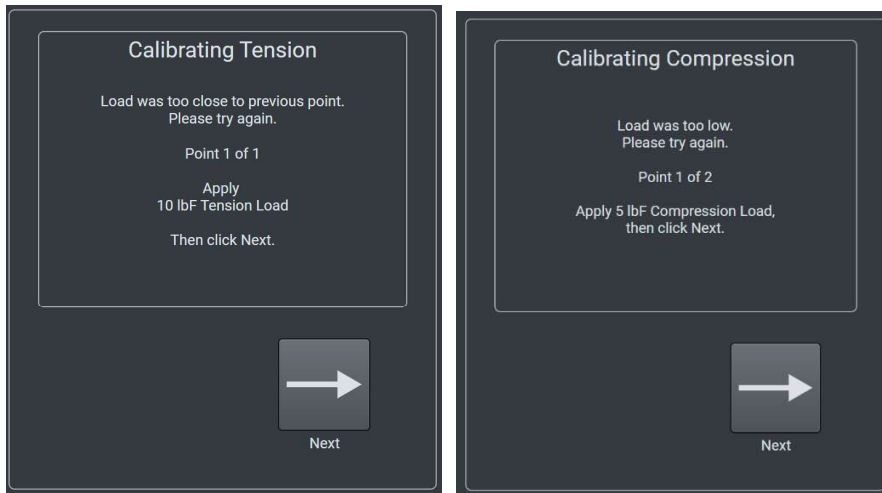 Calibrating Tension
Load was too close to previous point.
Please try again.
Point 1 of 1
Apply
10 lbF Tension Load
Then click Next.
Next
Calibrating Compression
Load was too low.
Please try again.
Point 1 of 2
Apply 5 lbF Compression Load,
then click Next.
Next